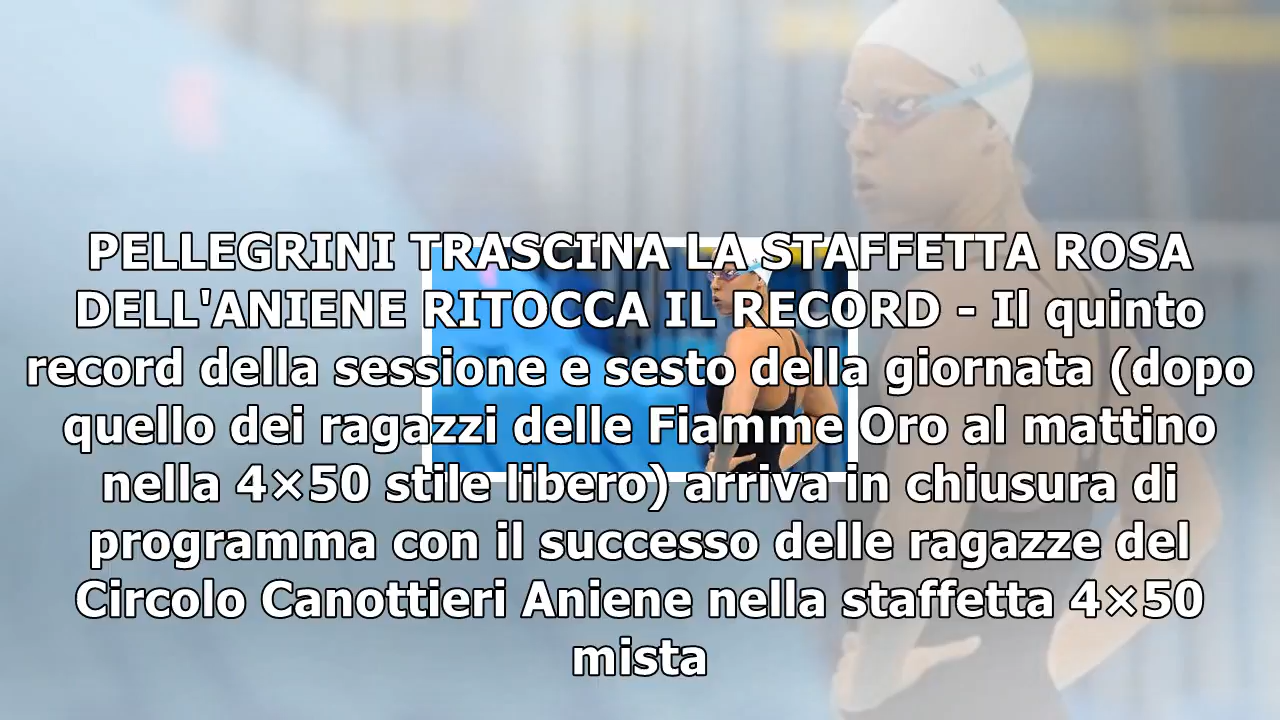 PELLEGRINI TRASCINA LA STAFFETTA ROSA
DELL'ANIENE RITOCCA IL RECORD - Il quinto
record della sessione e sesto della giornata (dopo
quello dei ragazzi delle Fiamme Oro al mattino
nella 4×50 stile libero) arriva in chiusura di
programma con il successo delle ragazze del
Circolo Canottieri Aniene nella staffetta 4×50
mista